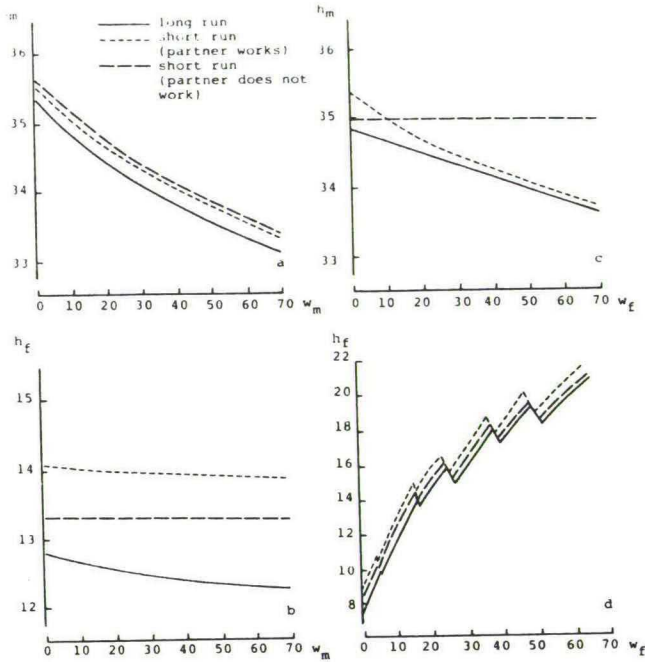 m
long run
short run
(partner works)
short run
(partner does not
work)
36
35
34
33
a
0 10 20 30 40 50 60 70 w_m
h_m
36
35
34
33
c
0 10 20 30 40 50 60 70 w_f
h_f
15
14
13
12
b
0 10 20 30 40 50 60 70 w_m
h_f
22
20
18
16
14
12
10
8
d
0 10 20 30 40 50 60 70 w_f